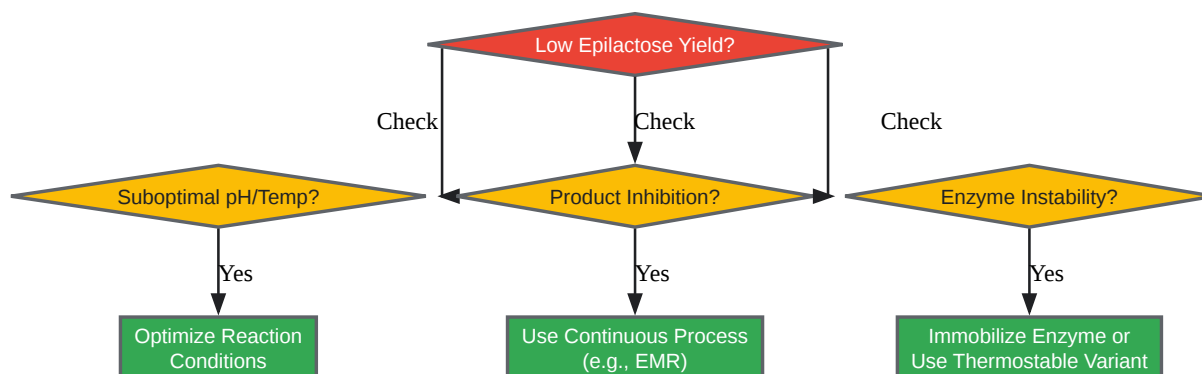 Low Epilactose Yield?
Check
Check
Check
Suboptimal pH/Temp?
Product Inhibition?
Enzyme Instability?
Yes
Yes
Yes
Optimize Reaction
Conditions
Use Continuous Process
(e.g., EMR)
Immobilize Enzyme or
Use Thermostable Variant